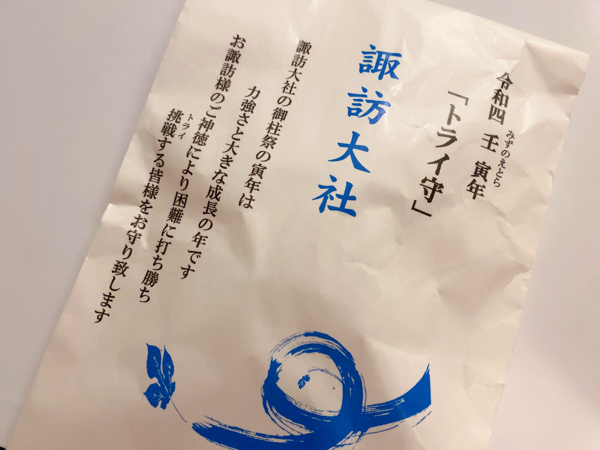 令和四 壬寅年
みずのえとら
「トライ守」
諏訪大社
諏訪大社の御柱祭の寅年は
力強さと大きな成長の年です
お諏訪様のご神徳により困難に打ち勝ち
トライ
挑戦する皆様をお守り致します